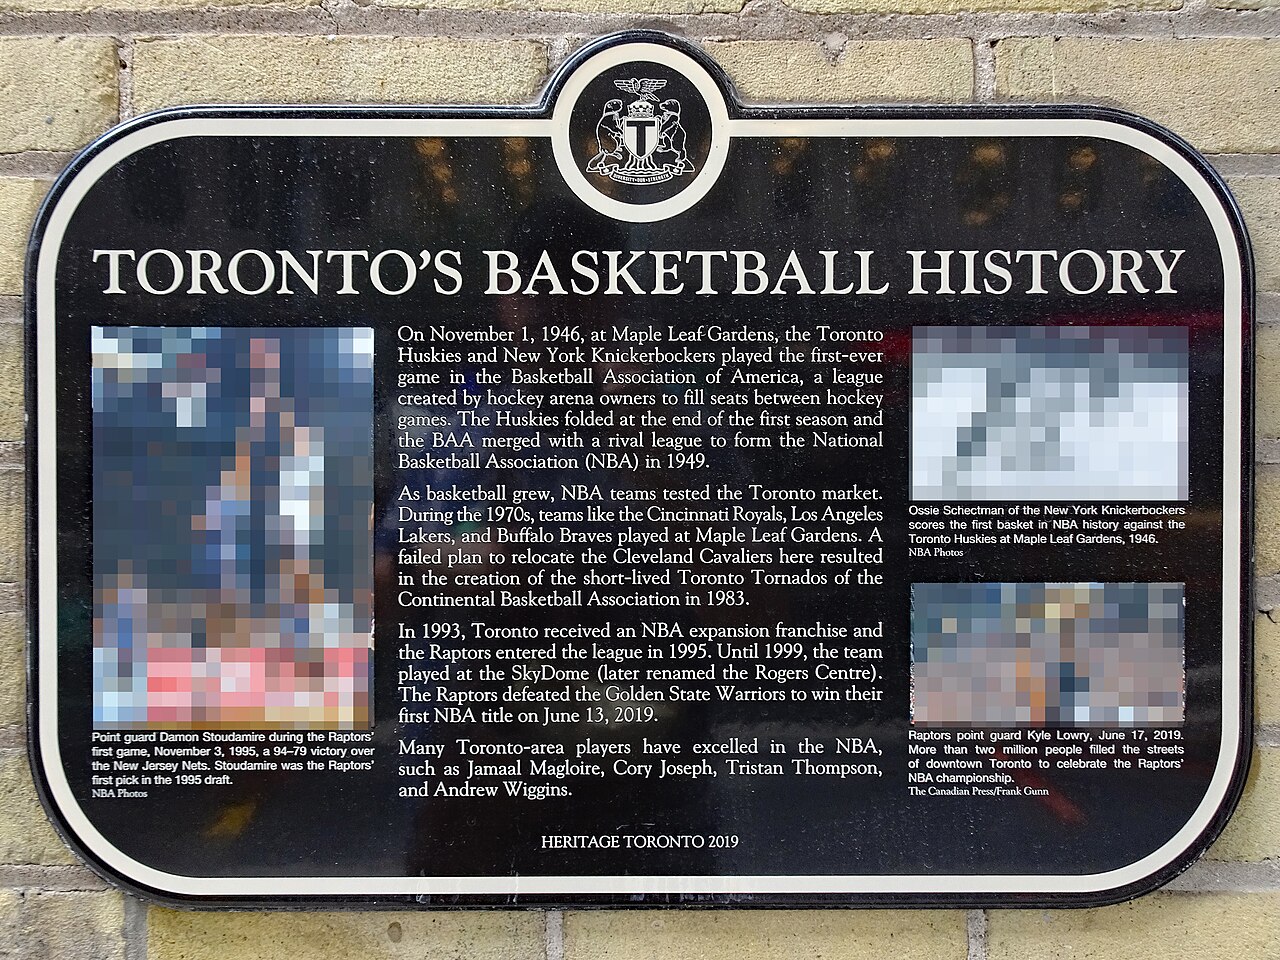 T
DIVERSITY • OUR • STRENGTH
TORONTO'S BASKETBALL HISTORY
On November 1, 1946, at Maple Leaf Gardens, the Toronto
Huskies and New York Knickerbockers played the first-ever
game in the Basketball Association of America, a league
created by hockey arena owners to fill seats between hockey
games. The Huskies folded at the end of the first season and
the BAA merged with a rival league to form the National
Basketball Association (NBA) in 1949.
As basketball grew, NBA teams tested the Toronto market.
During the 1970s, teams like the Cincinnati Royals, Los Angeles
Lakers, and Buffalo Braves played at Maple Leaf Gardens. A
failed plan to relocate the Cleveland Cavaliers here resulted
in the creation of the short-lived Toronto Tornados of the
Continental Basketball Association in 1983.
In 1993, Toronto received an NBA expansion franchise and
the Raptors entered the league in 1995. Until 1999, the team
played at the SkyDome (later renamed the Rogers Centre).
The Raptors defeated the Golden State Warriors to win their
first NBA title on June 13, 2019.
Many Toronto-area players have excelled in the NBA,
such as Jamaal Magloire, Cory Joseph, Tristan Thompson,
and Andrew Wiggins.
Point guard Damon Stoudamire during the Raptors'
first game, November 3, 1995, a 94–79 victory over
the New Jersey Nets. Stoudamire was the Raptors'
first pick in the 1995 draft.
NBA Photos
Ossie Schectman of the New York Knickerbockers
scores the first basket in NBA history against the
Toronto Huskies at Maple Leaf Gardens, 1946.
NBA Photos
Raptors point guard Kyle Lowry, June 17, 2019.
More than two million people filled the streets
of downtown Toronto to celebrate the Raptors'
NBA championship.
The Canadian Press/Frank Gunn
HERITAGE TORONTO 2019